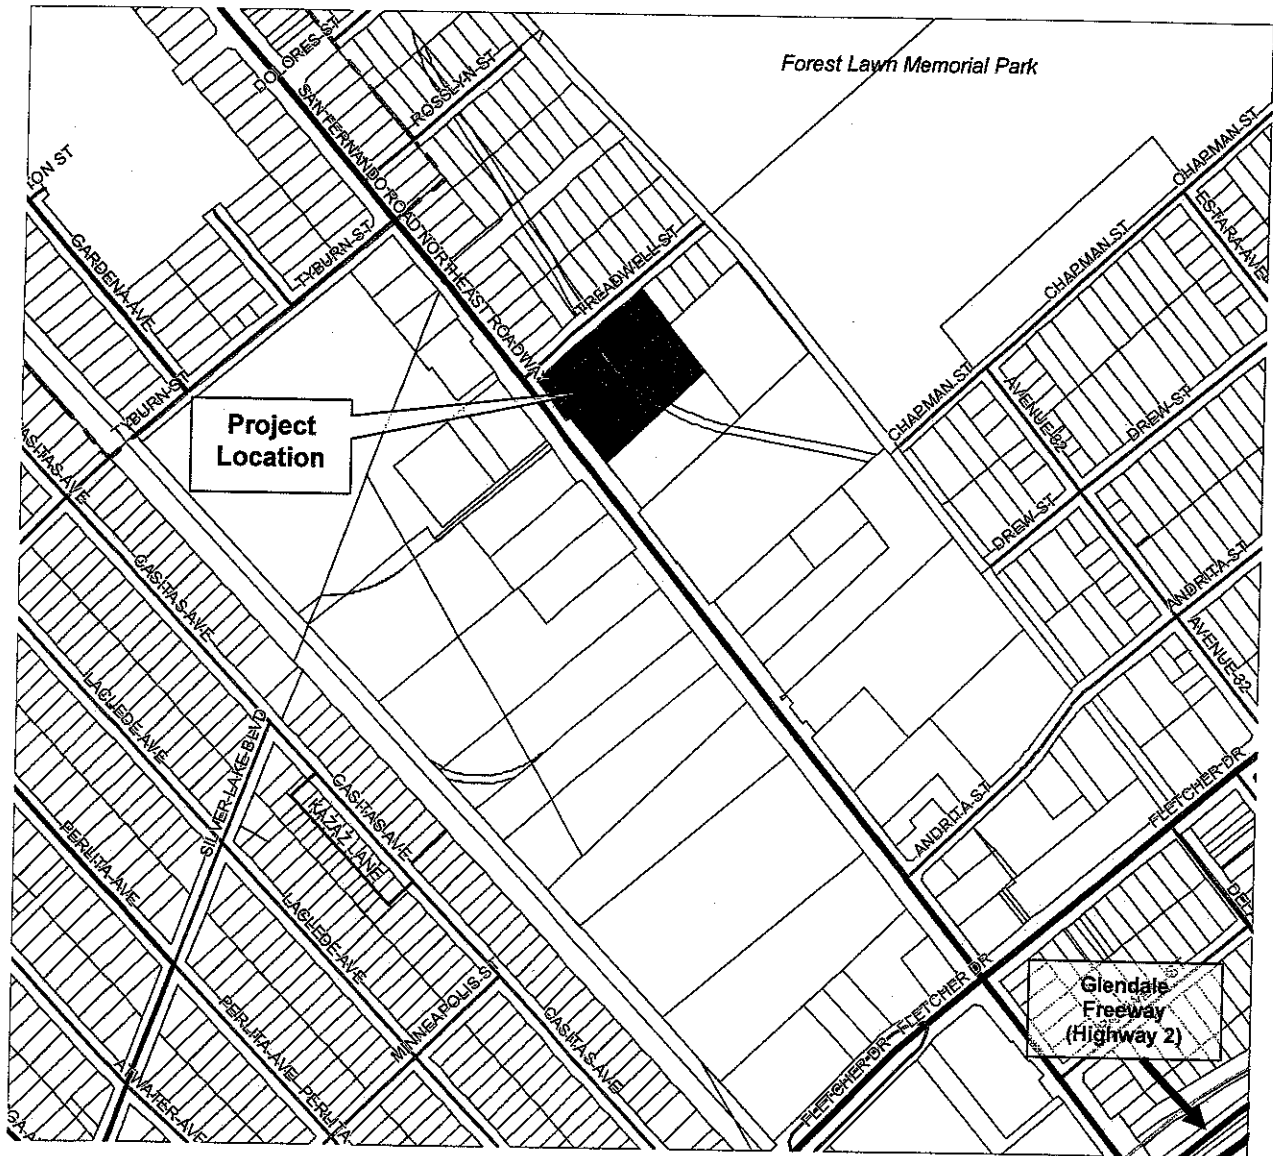 Forest Lawn Memorial Park
DOLORES ST
ROSSLYN ST
SAN FERNANDO ROAD NORTHEAST ROADWAY
CHAPMAN ST
ESTARA AVE
TON ST
GARDENA AVE
TYBURN ST
TREADWELL ST
CHAPMAN ST
TYBURN ST
Project
Location
CHAPMAN ST
AVENUE 32
DREW ST
CASITAS AVE
DREW ST
CASITAS AVE
ANDRITA ST
AVENUE 32
LACLEDE AVE
SILVER LAKE BLVD
CASITAS AVE
KAZAZ LANE
ANDRITA ST
FLETCHER DR
PERLITA AVE
LACLEDE AVE
FLETCHER DR
Glendale
Freeway
(Highway 2)
PERLITA AVE
MINNEAPOLIS ST
CASITAS AVE
FLETCHER DR
ATWATER AVE
PERLITA